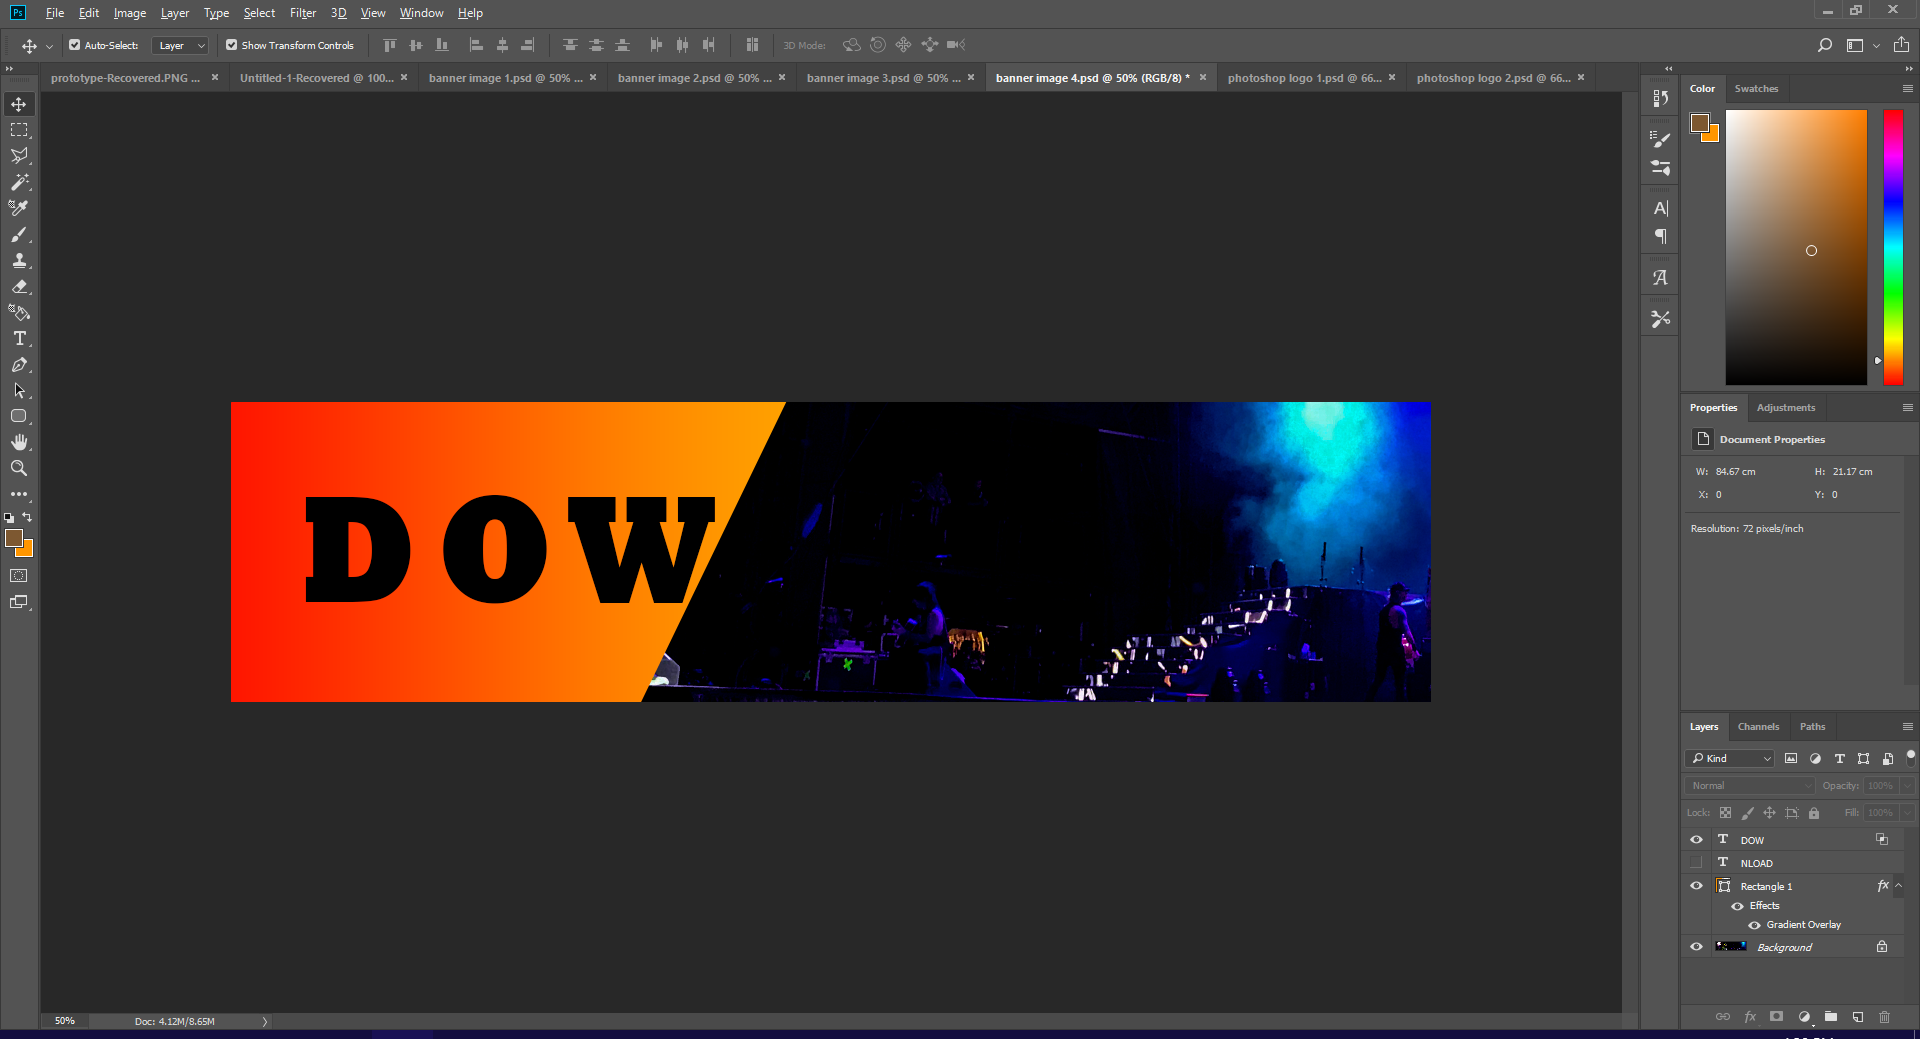 Ps File Edit Image Layer Type Select Filter 3D View Window Help
Auto-Select: Layer Show Transform Controls 3D Mode:
prototype-Recovered.PNG ... × Untitled-1-Recovered @ 100... × banner image 1.psd @ 50% ... × banner image 2.psd @ 50% ... × banner image 3.psd @ 50% ... × banner image 4.psd @ 50% (RGB/8) * × photoshop logo 1.psd @ 66... × photoshop logo 2.psd @ 66... ×
Color Swatches
DOW
Properties Adjustments
Document Properties
W: 84.67 cm H: 21.17 cm
X: 0 Y: 0
Resolution: 72 pixels/inch
Layers Channels Paths
Kind
Normal Opacity: 100%
Lock: Fill: 100%
DOW
NLOAD
Rectangle 1 fx
Effects
Gradient Overlay
Background
50% Doc: 4.12M/8.65M
fx